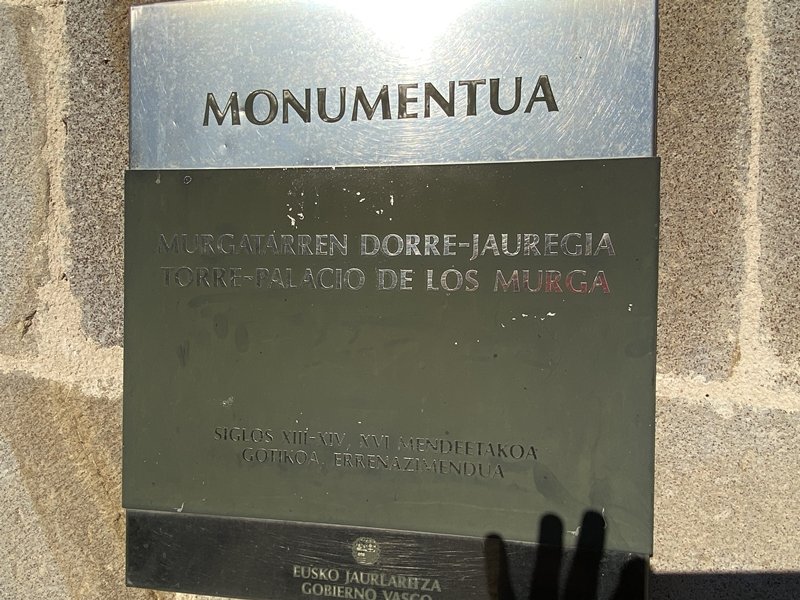 MONUMENTUA
MURGATARREN DORRE-JAUREGIA
TORRE-PALACIO DE LOS MURGA
SIGLOS XIII-XIV, XVI MENDEETAKOA
GOTIKOA, ERRENAZIMENDUA
EUSKO JAURLARITZA
GOBIERNO VASCO